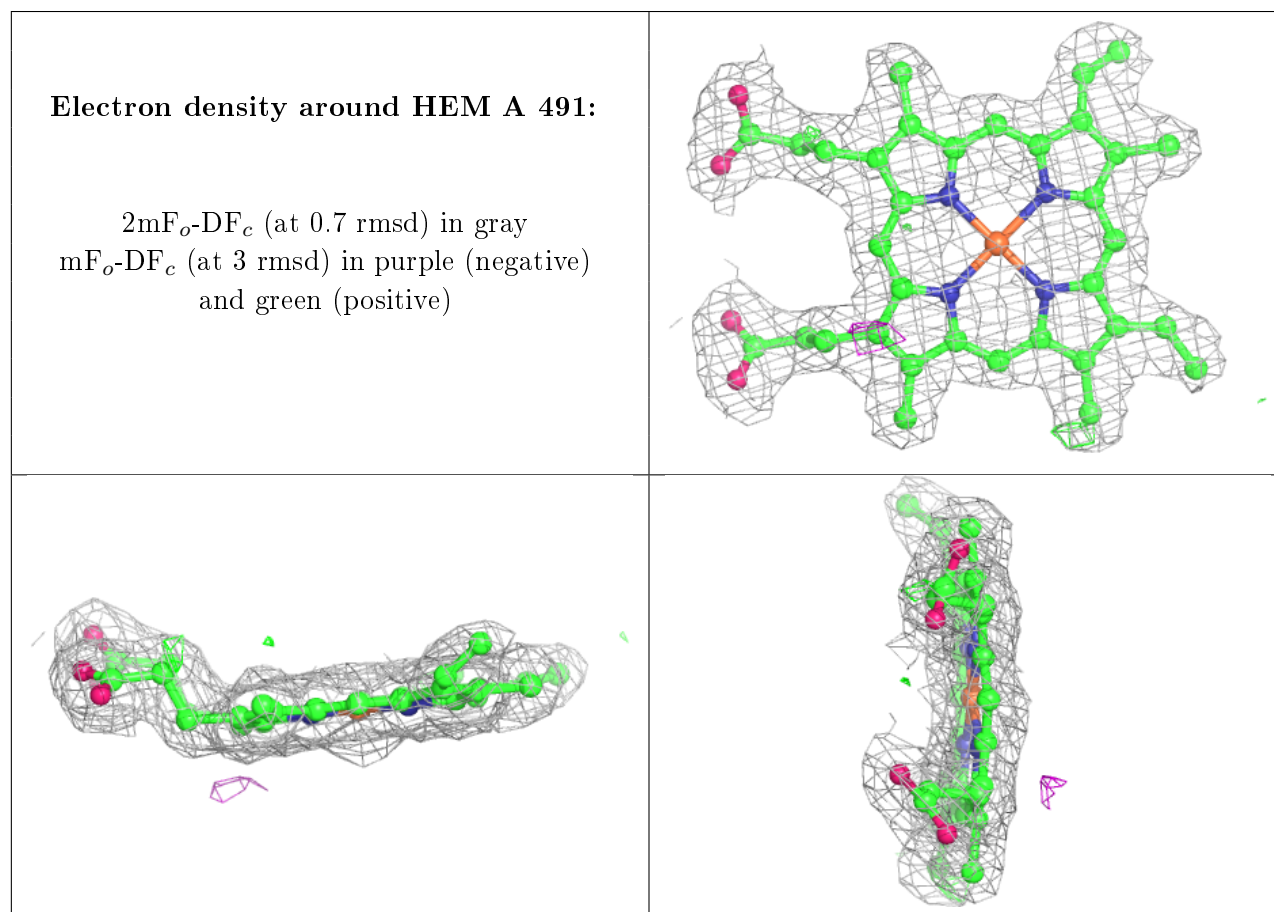 Electron density around HEM A 491:
2mFo-DFc (at 0.7 rmsd) in gray
mFo-DFc (at 3 rmsd) in purple (negative)
and green (positive)